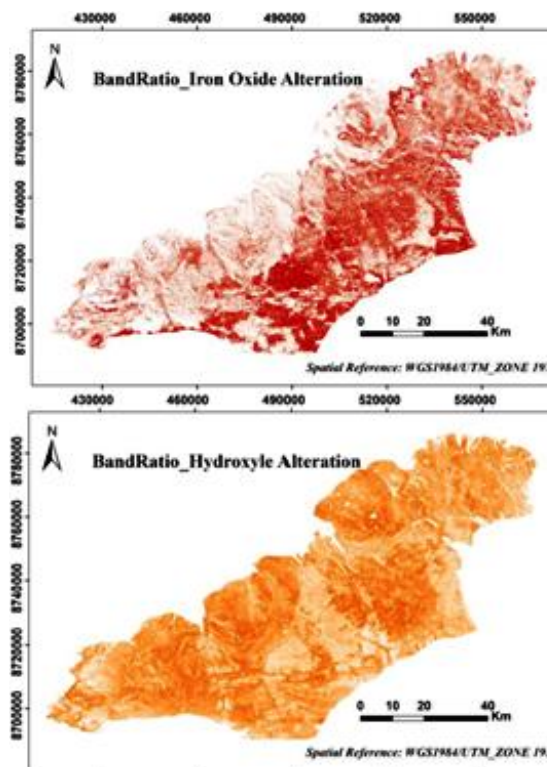 430000 460000 490000 520000 550000
N
BandRatio_Iron Oxide Alteration
8780000
8760000
8740000
8720000
8700000
0 10 20 40
Km
Spatial Reference: WGS1984/UTM_ZONE 19
430000 460000 490000 520000 550000
N
BandRatio_Hydroxyle Alteration
8780000
8760000
8740000
8720000
8700000
0 10 20 40
Km
Spatial Reference: WGS1984/UTM_ZONE 19